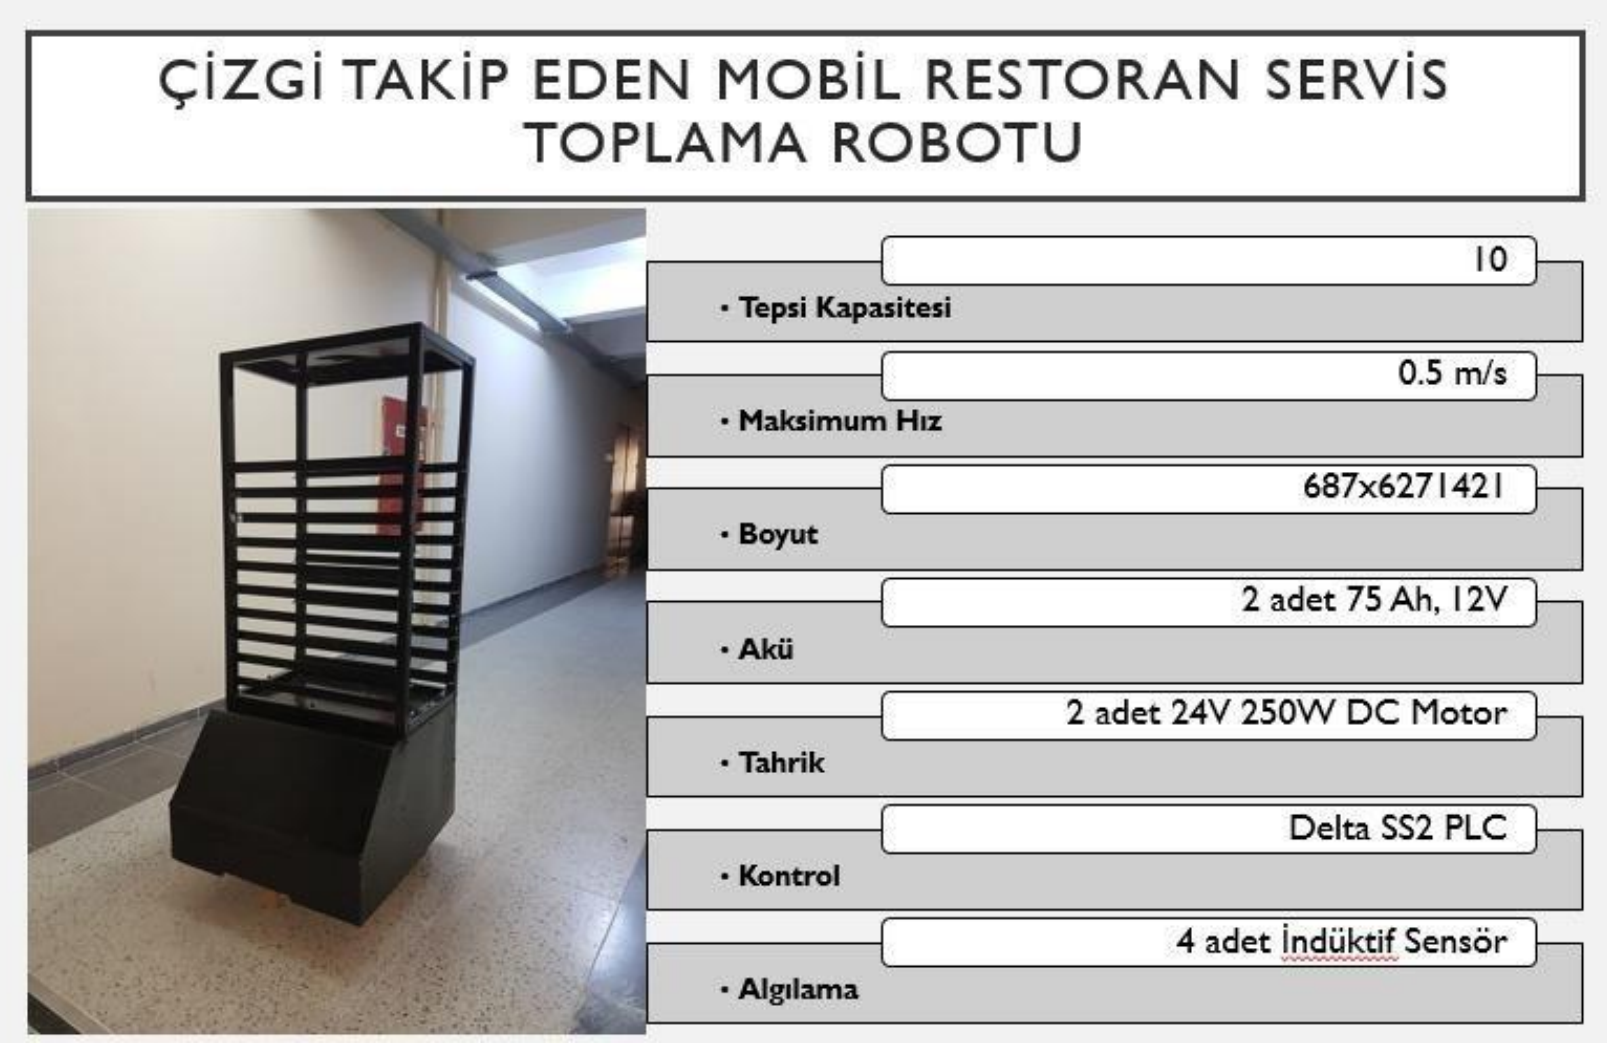 ÇİZGİ TAKİP EDEN MOBİL RESTORAN SERVİS
TOPLAMA ROBOTU
10
• Tepsi Kapasitesi
0.5 m/s
• Maksimum Hız
687x6271421
• Boyut
2 adet 75 Ah, 12V
• Akü
2 adet 24V 250W DC Motor
• Tahrik
Delta SS2 PLC
• Kontrol
4 adet İndüktif Sensör
• Algılama